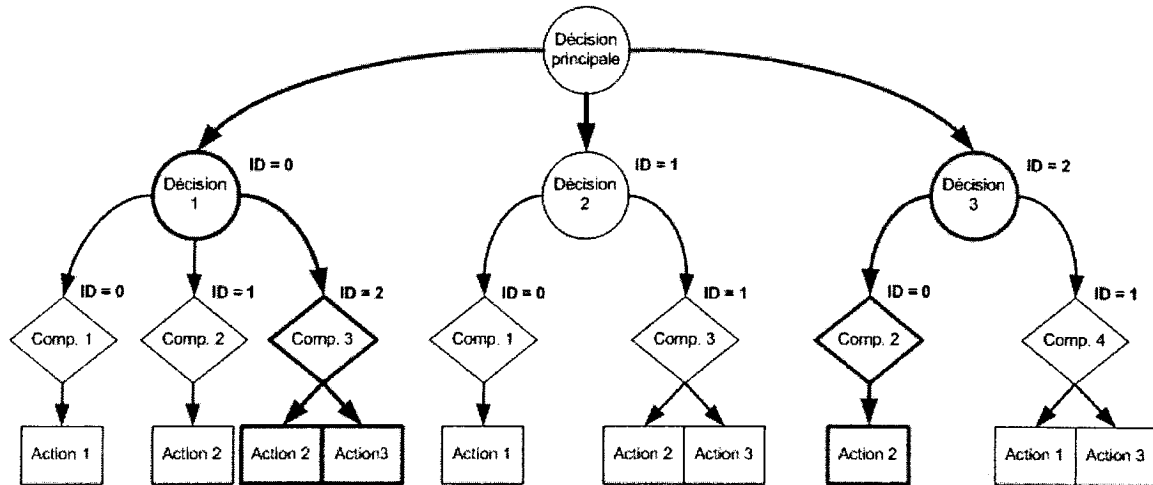 Décision
principale
ID = 0
ID = 1
ID = 2
Décision
1
Décision
2
Décision
3
ID = 0
ID = 1
ID = 2
ID = 0
ID = 1
ID = 0
ID = 1
Comp. 1
Comp. 2
Comp. 3
Comp. 1
Comp. 3
Comp. 2
Comp. 4
Action 1
Action 2
Action 2
Action3
Action 1
Action 2
Action 3
Action 2
Action 1
Action 3